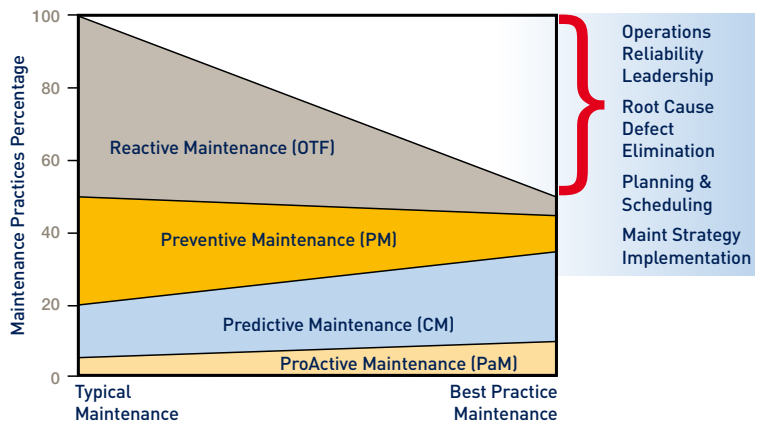 Maintenance Practices Percentage
100
80
60
40
20
0
Reactive Maintenance (OTF)
Preventive Maintenance (PM)
Predictive Maintenance (CM)
ProActive Maintenance (PaM)
Typical
Maintenance
Best Practice
Maintenance
Operations
Reliability
Leadership
Root Cause
Defect
Elimination
Planning &
Scheduling
Maint Strategy
Implementation